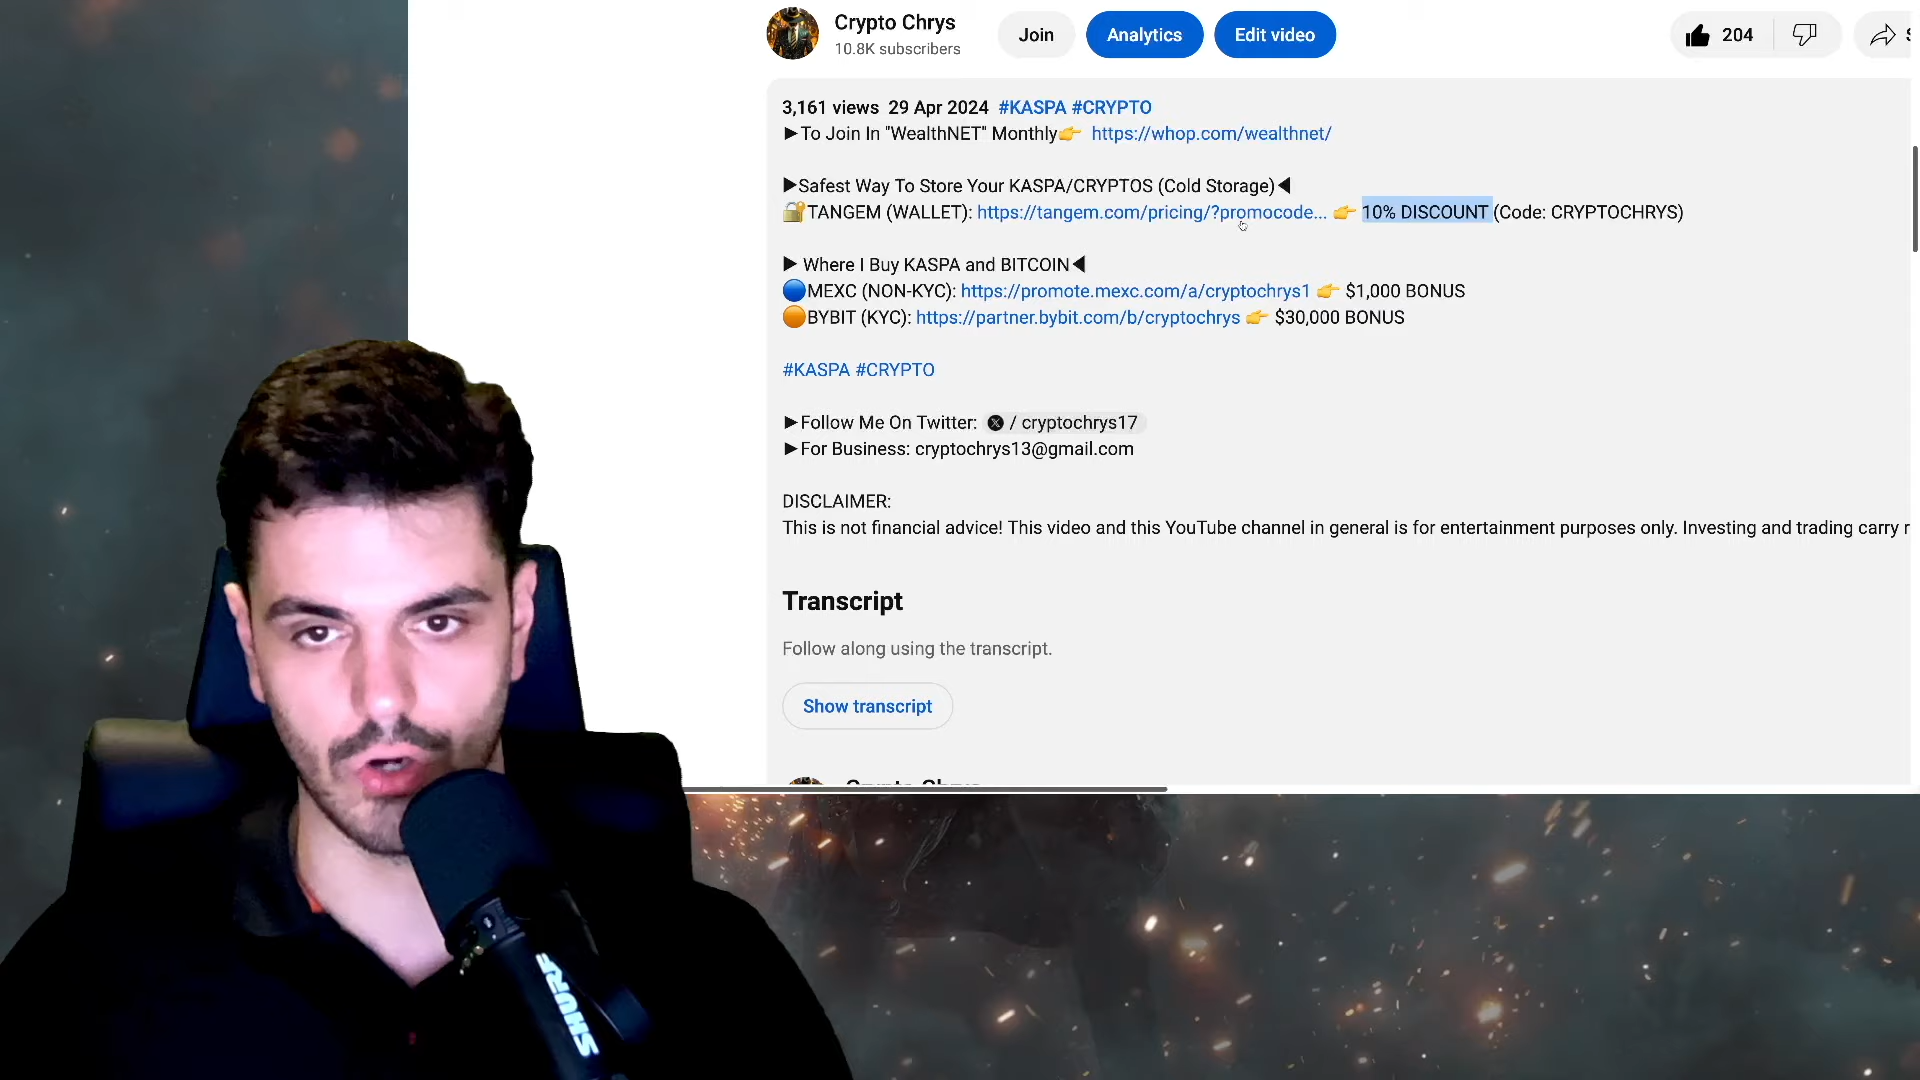 Crypto Chrys
10.8K subscribers
Join
Analytics
Edit video
204
3,161 views 29 Apr 2024 #KASPA #CRYPTO
►To Join In "WealthNET" Monthly👉 https://whop.com/wealthnet/
►Safest Way To Store Your KASPA/CRYPTOS (Cold Storage)◄
🔐TANGEM (WALLET): https://tangem.com/pricing/?promocode... 👉 10% DISCOUNT (Code: CRYPTOCHRYS)
► Where I Buy KASPA and BITCOIN◄
🔵MEXC (NON-KYC): https://promote.mexc.com/a/cryptochrys1 👉 $1,000 BONUS
🟠BYBIT (KYC): https://partner.bybit.com/b/cryptochrys 👉 $30,000 BONUS
#KASPA #CRYPTO
►Follow Me On Twitter: X / cryptochrys17
►For Business: cryptochrys13@gmail.com
DISCLAIMER:
This is not financial advice! This video and this YouTube channel in general is for entertainment purposes only. Investing and trading carry
Transcript
Follow along using the transcript.
Show transcript
SHURE